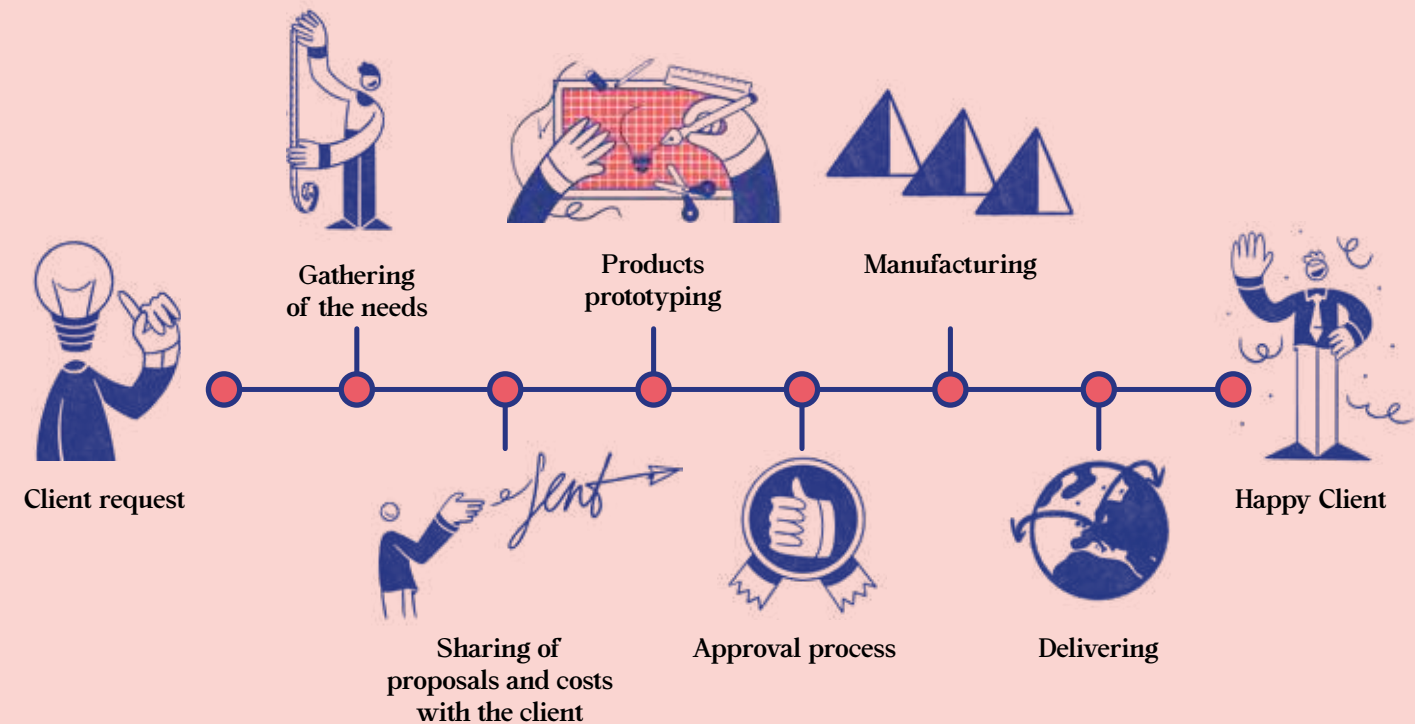 Client request
Gathering
of the needs
Sharing of
proposals and costs
with the client
Sent
Products
prototyping
Approval process
Manufacturing
Delivering
Happy Client